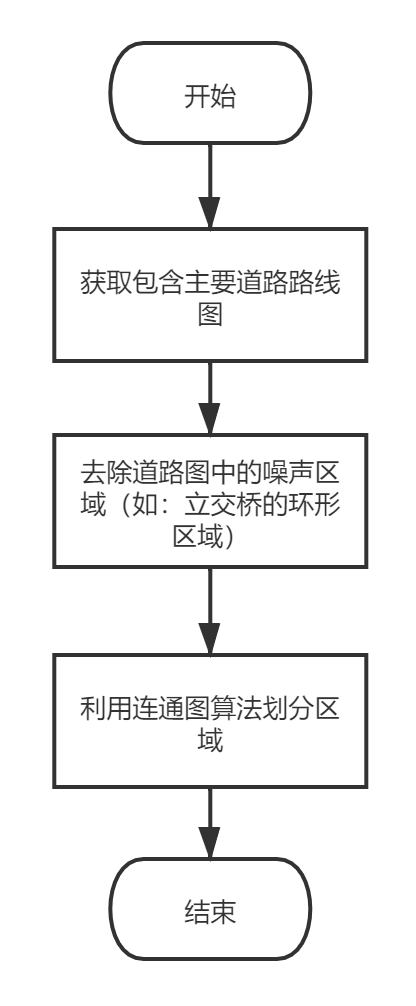 开始
获取包含主要道路路线
图
去除道路图中的噪声区
域（如：立交桥的环形
区域）
利用连通图算法划分区
域
结束